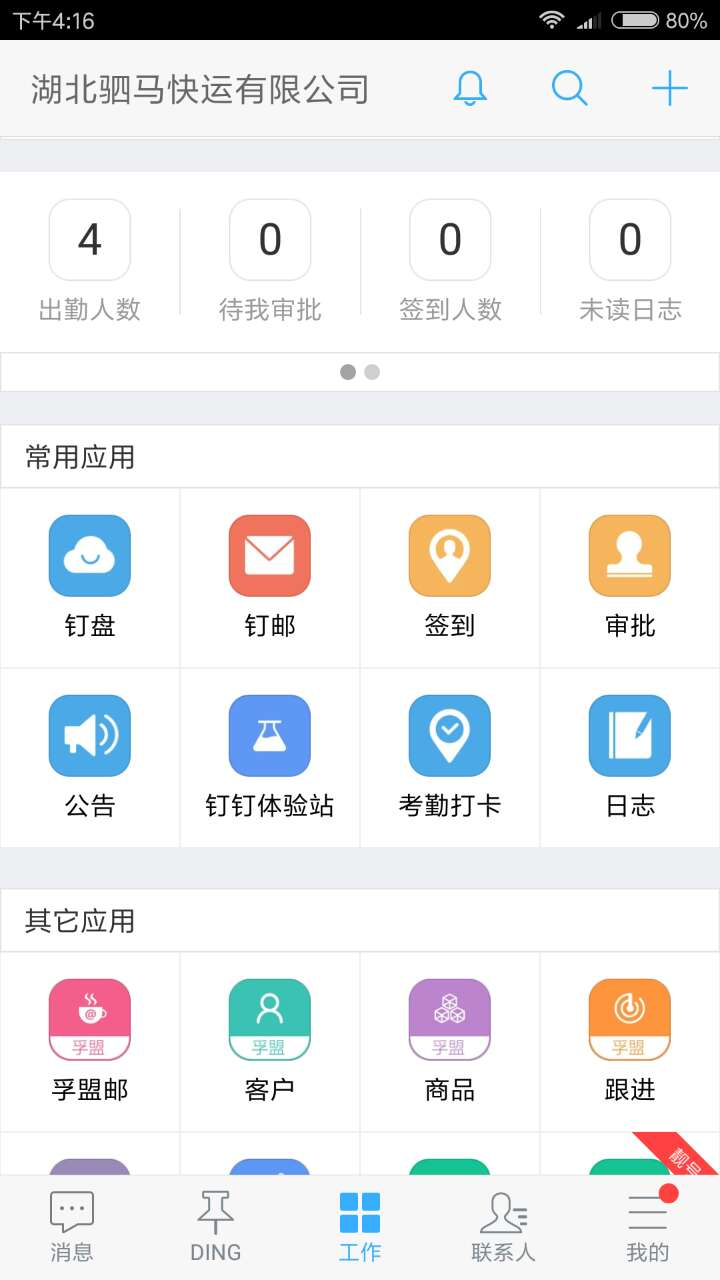 下午4:16 80%
湖北驷马快运有限公司
4 0 0 0
出勤人数 待我审批 签到人数 未读日志
常用应用
钉盘 钉邮 签到 审批
公告 钉钉体验站 考勤打卡 日志
其它应用
孚盟 孚盟 孚盟 孚盟
孚盟邮 客户 商品 跟进
靓号
消息 DING 工作 联系人 我的